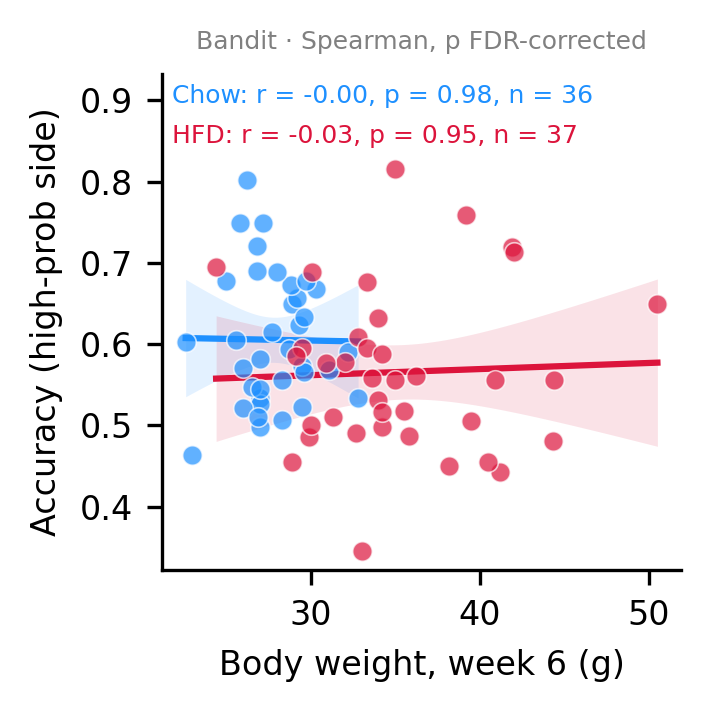 Bandit · Spearman, p FDR-corrected
Chow: r = -0.00, p = 0.98, n = 36
HFD: r = -0.03, p = 0.95, n = 37
Accuracy (high-prob side)
0.9
0.8
0.7
0.6
0.5
0.4
30 40 50
Body weight, week 6 (g)